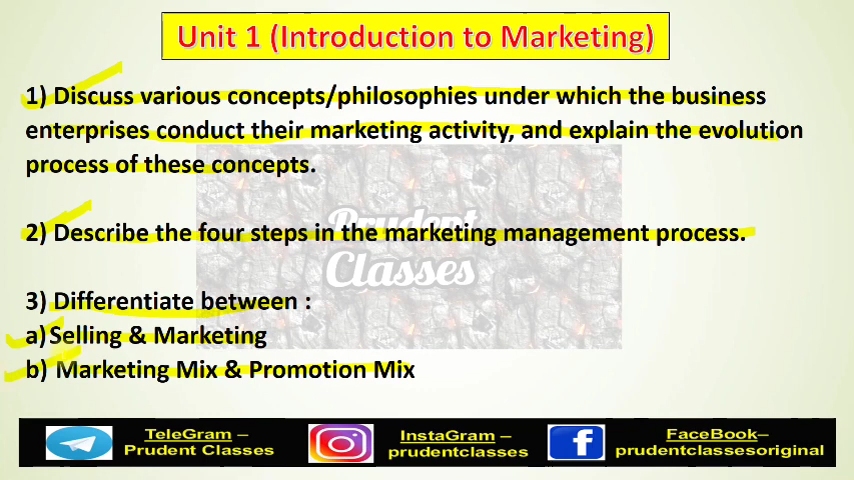 Unit 1 (Introduction to Marketing)
1) Discuss various concepts/philosophies under which the business
enterprises conduct their marketing activity, and explain the evolution
process of these concepts.
Prudent
2) Describe the four steps in the marketing management process.
Classes
3) Differentiate between :
a) Selling & Marketing
b) Marketing Mix & Promotion Mix
TeleGram –
Prudent Classes
InstaGram –
prudentclasses
FaceBook–
prudentclassesoriginal